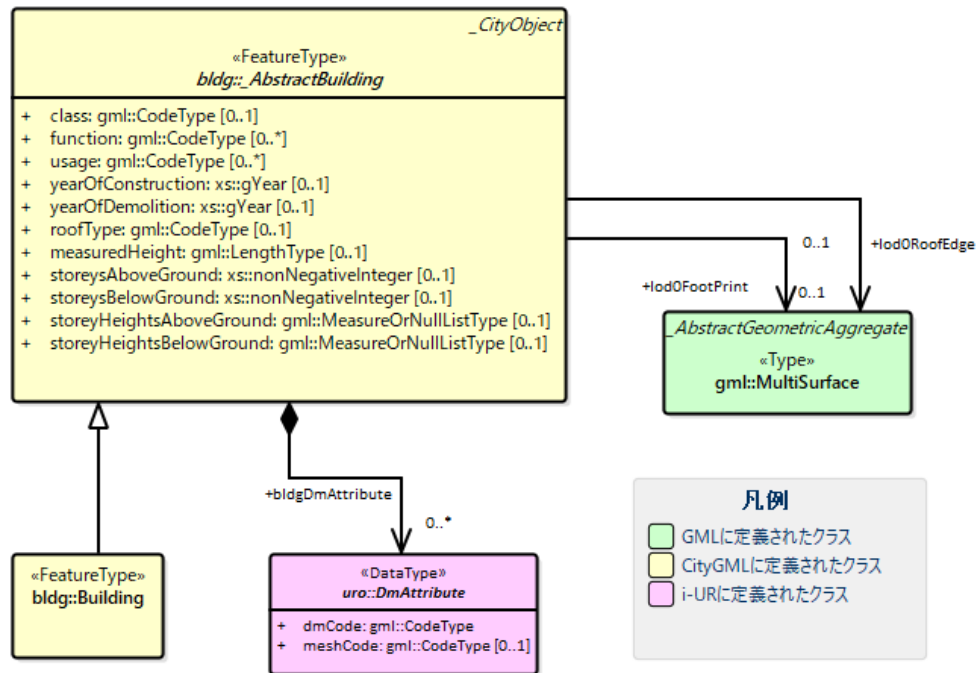 _CityObject
«FeatureType»
bldg::_AbstractBuilding
+ class: gml::CodeType [0..1]
+ function: gml::CodeType [0..*]
+ usage: gml::CodeType [0..*]
+ yearOfConstruction: xs::gYear [0..1]
+ yearOfDemolition: xs::gYear [0..1]
+ roofType: gml::CodeType [0..1]
+ measuredHeight: gml::LengthType [0..1]
+ storeysAboveGround: xs::nonNegativeInteger [0..1]
+ storeysBelowGround: xs::nonNegativeInteger [0..1]
+ storeyHeightsAboveGround: gml::MeasureOrNullListType [0..1]
+ storeyHeightsBelowGround: gml::MeasureOrNullListType [0..1]
0..1
+lod0RoofEdge
+lod0FootPrint
0..1
_AbstractGeometricAggregate
«Type»
gml::MultiSurface
+bldgDmAttribute
0..*
«FeatureType»
bldg::Building
«DataType»
uro::DmAttribute
+ dmCode: gml::CodeType
+ meshCode: gml::CodeType [0..1]
凡例
GMLに定義されたクラス
CityGMLに定義されたクラス
i-URに定義されたクラス